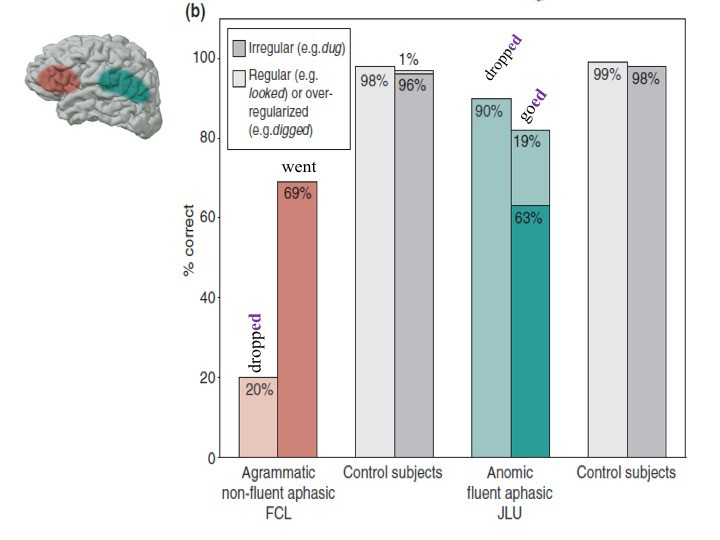 (b)
Irregular (e.g.dug)
Regular (e.g.
looked) or over-
regularized
(e.g.digged)
% correct
100
80
60
40
20
0
dropped
20%
went
69%
98%
1%
96%
dropped
90%
goed
19%
63%
99%
98%
Agrammatic
non-fluent aphasic
FCL
Control subjects
Anomic
fluent aphasic
JLU
Control subjects